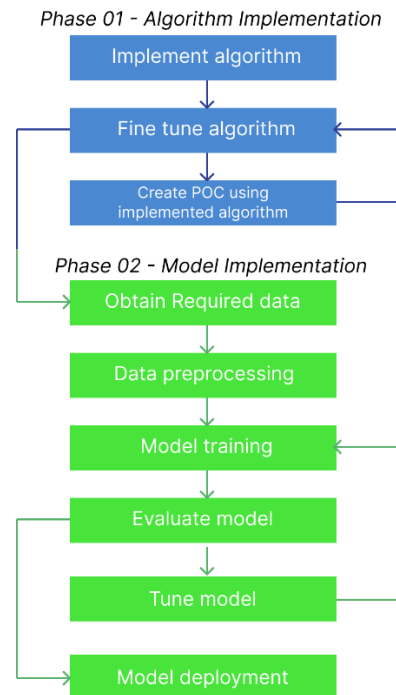 Phase 01 - Algorithm Implementation
Implement algorithm
Fine tune algorithm
Create POC using
implemented algorithm
Phase 02 - Model Implementation
Obtain Required data
Data preprocessing
Model training
Evaluate model
Tune model
Model deployment